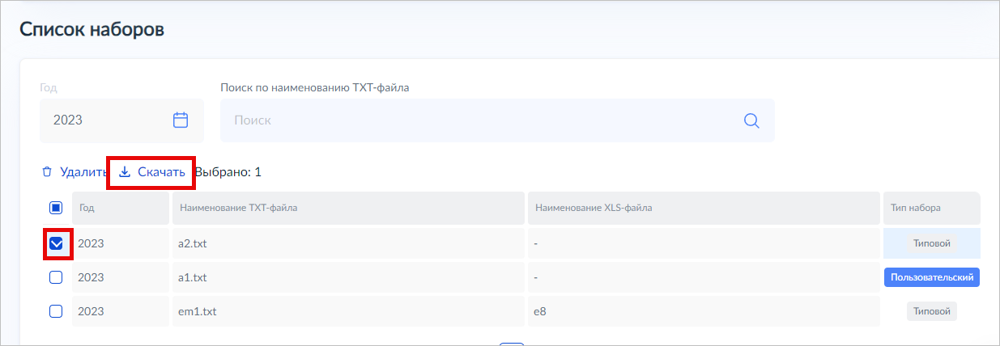 Список наборов
Год
Поиск по наименованию TXT-файла
2023
Поиск
Удалить Скачать Выбрано: 1
Год Наименование TXT-файла Наименование XLS-файла Тип набора
2023 a2.txt - Типовой
2023 a1.txt - Пользовательский
2023 em1.txt e8 Типовой